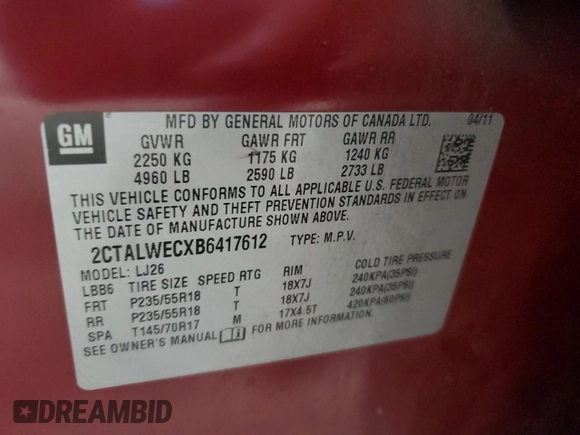 GM
MFD BY GENERAL MOTORS OF CANADA LTD. 04/11
GVWR GAWR FRT GAWR RR
2250 KG 1175 KG 1240 KG
4960 LB 2590 LB 2733 LB
THIS VEHICLE CONFORMS TO ALL APPLICABLE U.S. FEDERAL MOTOR
VEHICLE SAFETY AND THEFT PREVENTION STANDARDS IN EFFECT ON
THE DATE OF MANUFACTURE SHOWN ABOVE.
2CTALWECXB6417612 TYPE: M.P.V.
MODEL: LJ26
LBB6 TIRE SIZE SPEED RTG RIM COLD TIRE PRESSURE
FRT P235/55R18 T 18X7J 240KPA(35PSI)
RR P235/55R18 T 18X7J 240KPA(35PSI)
SPA T145/70R17 M 17X4.5T 420KPA(60PSI)
SEE OWNER'S MANUAL FOR MORE INFORMATION.
DREAMBID